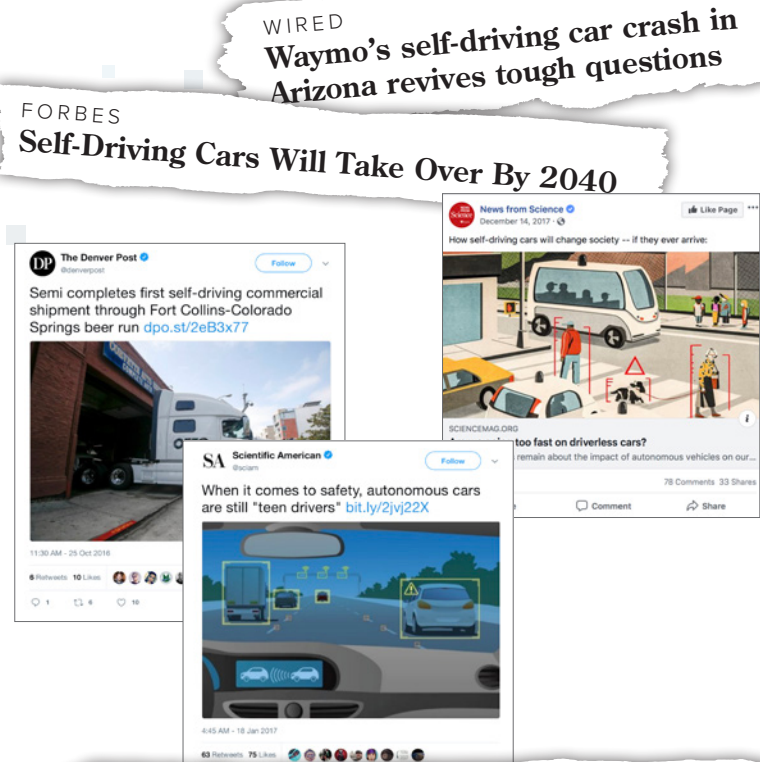 WIRED
Waymo's self-driving car crash in
Arizona revives tough questions
FORBES
Self-Driving Cars Will Take Over By 2040
News from Science
December 14, 2017 ·
Like Page
How self-driving cars will change society -- if they ever arrive:
SCIENCEMAG.ORG
too fast on driverless cars?
remain about the impact of autonomous vehicles on our...
78 Comments 33 Shares
Comment
Share
DP
The Denver Post
@denverpost
Follow
Semi completes first self-driving commercial
shipment through Fort Collins-Colorado
Springs beer run dpo.st/2eB3x77
11:30 AM - 25 Oct 2016
6 Retweets 10 Likes
1 6 10
SA
Scientific American
@sciam
Follow
When it comes to safety, autonomous cars
are still "teen drivers" bit.ly/2jvj22X
4:45 AM - 18 Jan 2017
63 Retweets 75 Likes